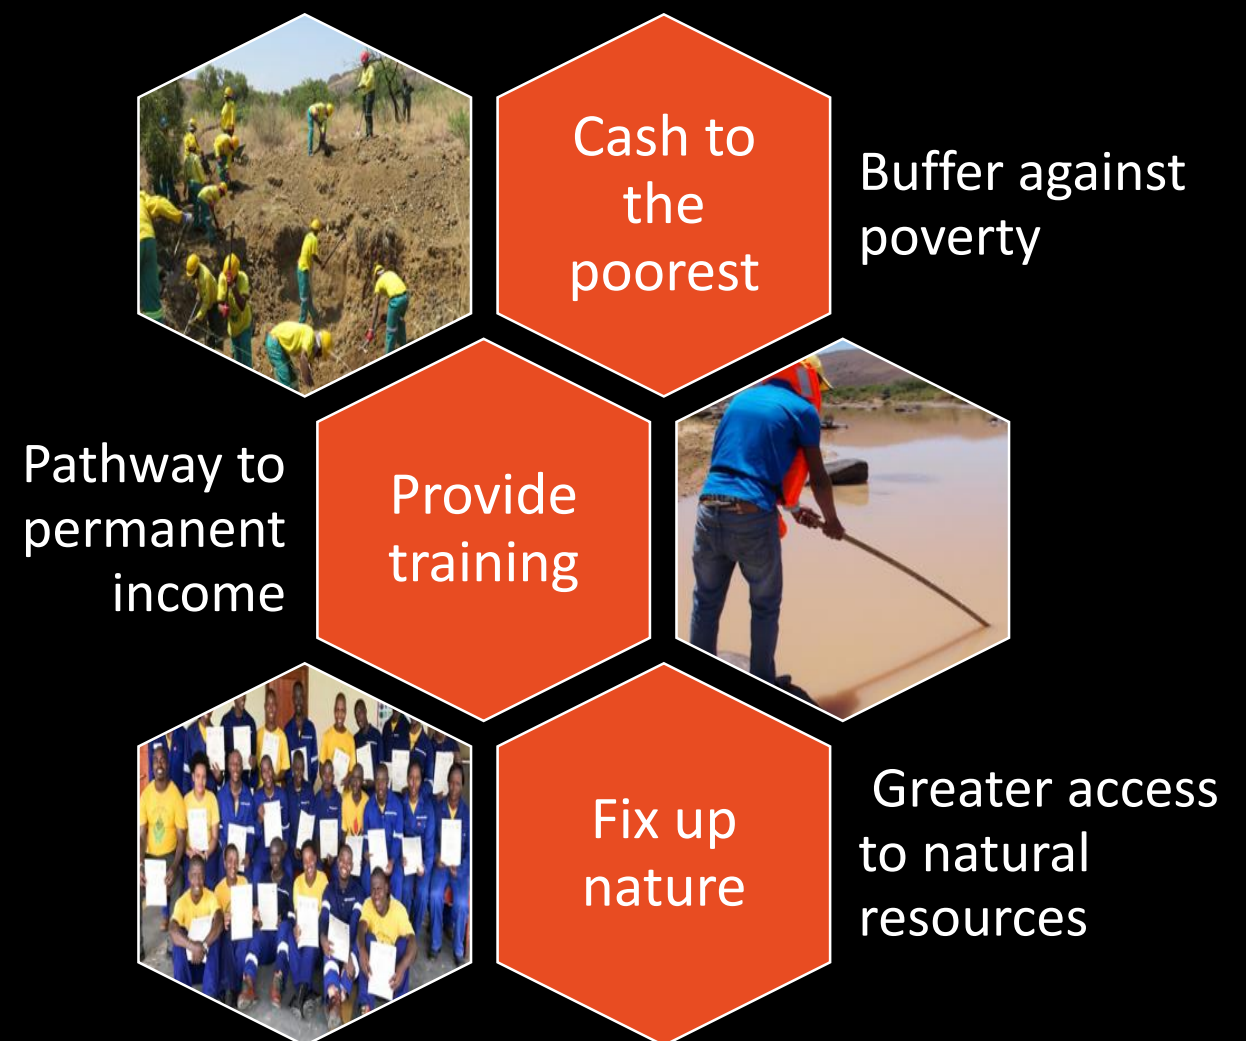 Cash to
the
poorest
Buffer against
poverty
Pathway to
permanent
income
Provide
training
Fix up
nature
Greater access
to natural
resources